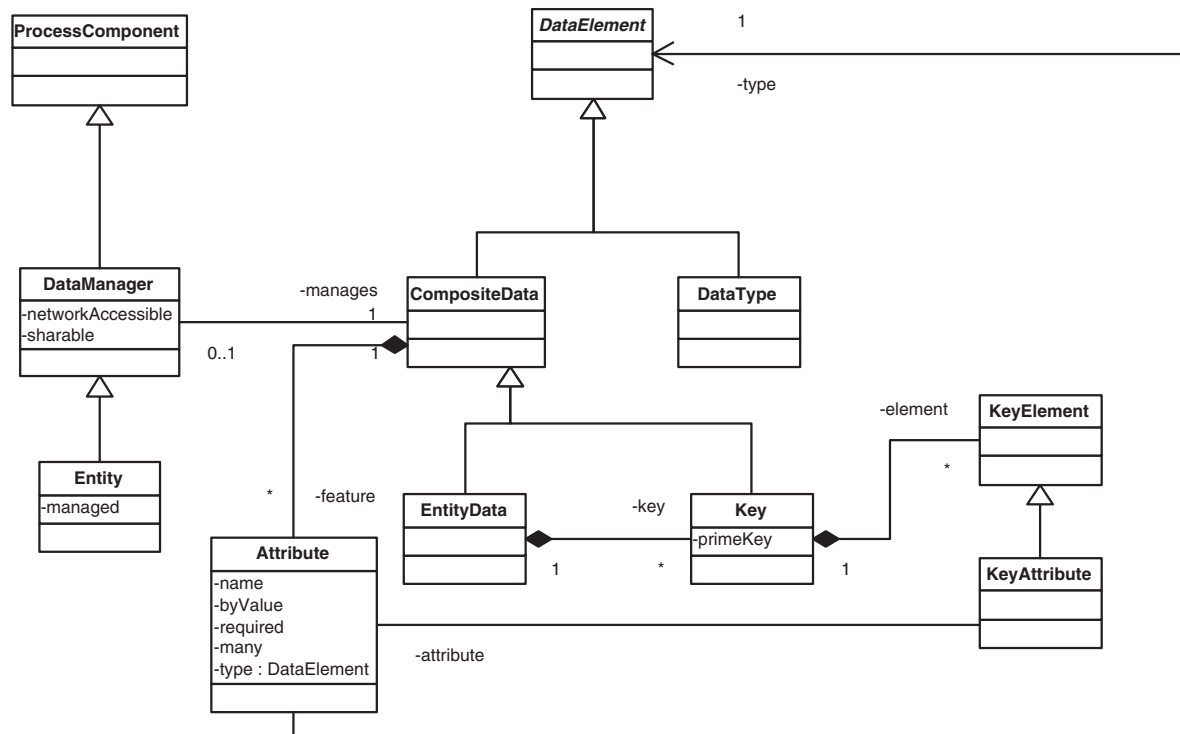 ProcessComponent
DataElement
1
-type
DataManager
-networkAccessible
-sharable
-manages
1
0..1
1
CompositeData
DataType
Entity
-managed
*
-feature
EntityData
-key
1
*
Key
-primeKey
1
-element
*
KeyElement
KeyAttribute
Attribute
-name
-byValue
-required
-many
-type : DataElement
-attribute